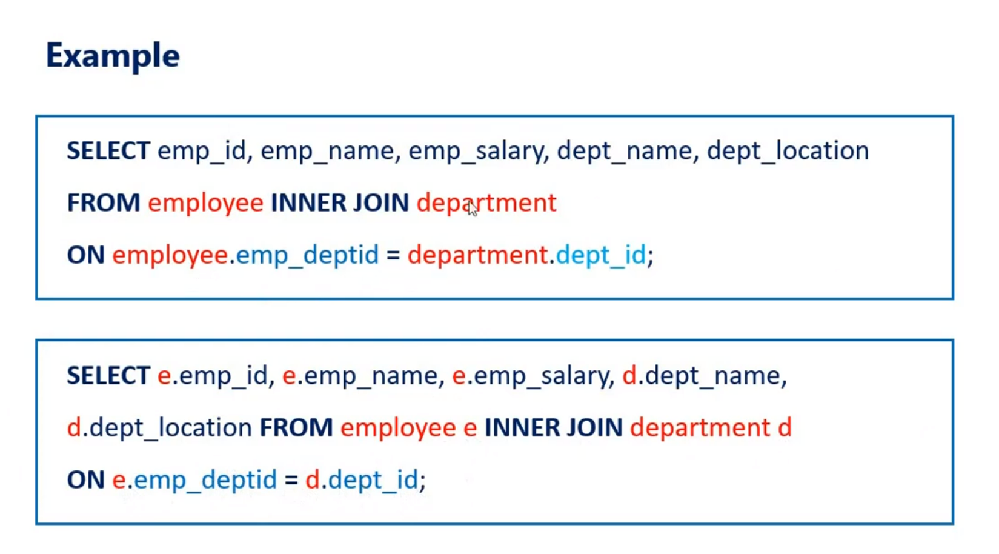 Example
SELECT emp_id, emp_name, emp_salary, dept_name, dept_location
FROM employee INNER JOIN department
ON employee.emp_deptid = department.dept_id;
SELECT e.emp_id, e.emp_name, e.emp_salary, d.dept_name,
d.dept_location FROM employee e INNER JOIN department d
ON e.emp_deptid = d.dept_id;